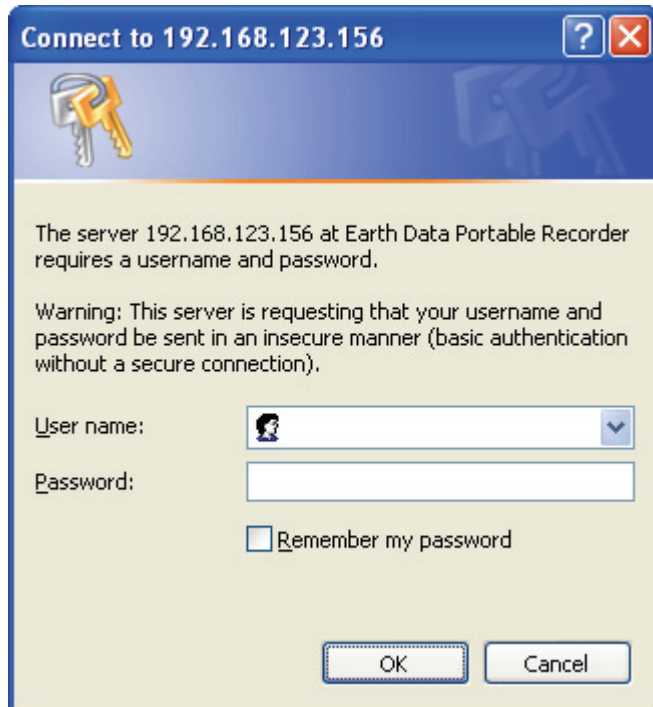 Connect to 192.168.123.156
The server 192.168.123.156 at Earth Data Portable Recorder
requires a username and password.
Warning: This server is requesting that your username and
password be sent in an insecure manner (basic authentication
without a secure connection).
User name:
Password:
Remember my password
OK Cancel